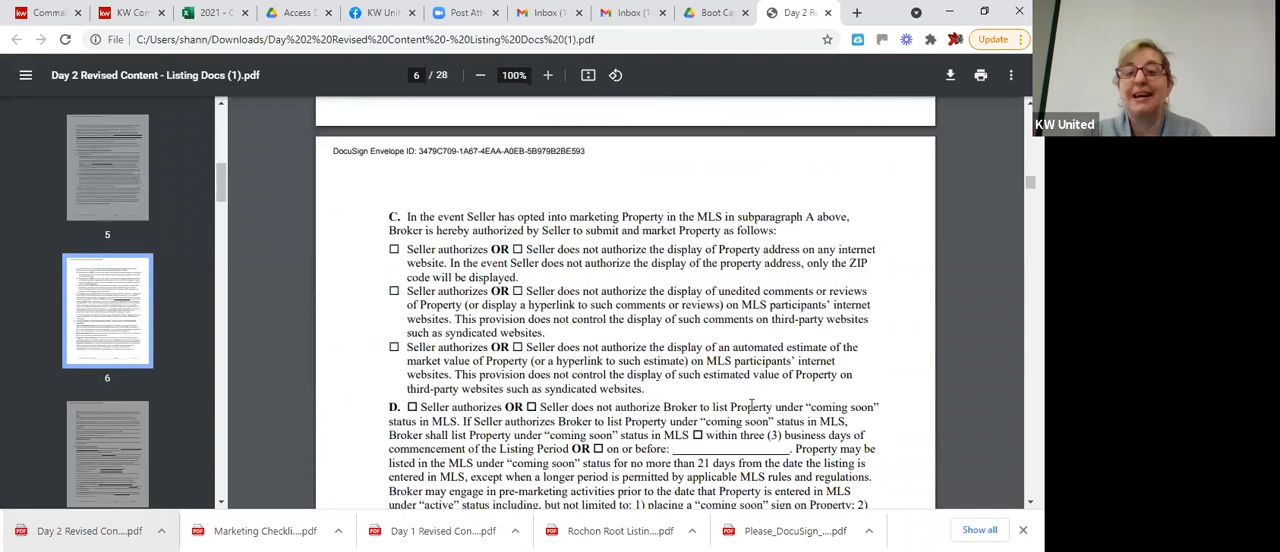 Comman
KW Com
2021 - C
Access D
KW Unit
Post Att
Inbox (1
Inbox (1
Boot Ca
Day 2 R
File
C:/Users/shann/Downloads/Day%202%20Revised%20Content%20-%20Listing%20Docs%20(1).pdf
Update
Day 2 Revised Content - Listing Docs (1).pdf
6 / 28
100%
KW United
DocuSign Envelope ID: 3479C709-1A67-4EAA-A0EB-5B979B2BE593
5
6
C. In the event Seller has opted into marketing Property in the MLS in subparagraph A above,
Broker is hereby authorized by Seller to submit and market Property as follows:
☐ Seller authorizes OR ☐ Seller does not authorize the display of Property address on any internet
website. In the event Seller does not authorize the display of the property address, only the ZIP
code will be displayed.
☐ Seller authorizes OR ☐ Seller does not authorize the display of unedited comments or reviews
of Property (or display a hyperlink to such comments or reviews) on MLS participants' internet
websites. This provision does not control the display of such comments on third-party websites
such as syndicated websites.
☐ Seller authorizes OR ☐ Seller does not authorize the display of an automated estimate of the
market value of Property (or a hyperlink to such estimate) on MLS participants' internet
websites. This provision does not control the display of such estimated value of Property on
third-party websites such as syndicated websites.
D. ☐ Seller authorizes OR ☐ Seller does not authorize Broker to list Property under “coming soon”
status in MLS. If Seller authorizes Broker to list Property under “coming soon” status in MLS,
Broker shall list Property under “coming soon” status in MLS ☐ within three (3) business days of
commencement of the Listing Period OR ☐ on or before: ____________________. Property may be
listed in the MLS under “coming soon” status for no more than 21 days from the date the listing is
entered in MLS, except when a longer period is permitted by applicable MLS rules and regulations.
Broker may engage in pre-marketing activities prior to the date that Property is entered in MLS
under “active” status including, but not limited to: 1) placing a “coming soon” sign on Property; 2)
Day 2 Revised Con....pdf
Marketing Checkli....pdf
Day 1 Revised Con....pdf
Rochon Root Listin....pdf
Please_DocuSign_....pdf
Show all